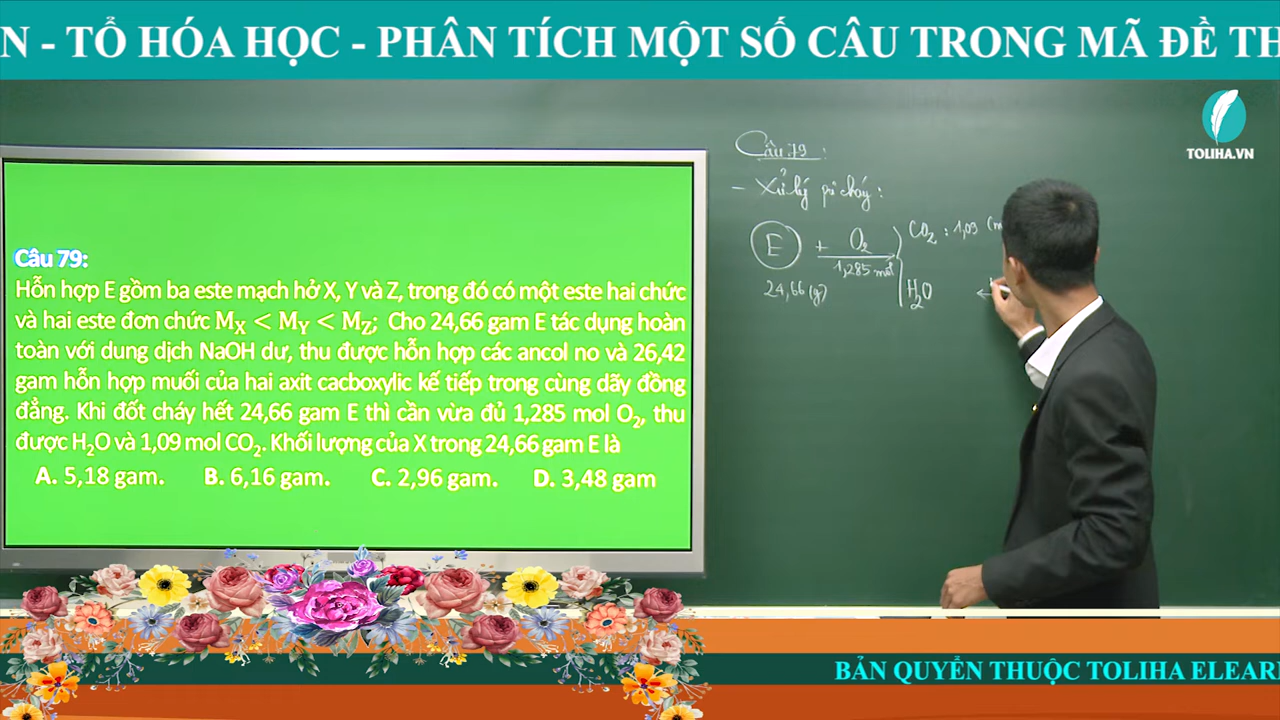 N - TỔ HÓA HỌC - PHÂN TÍCH MỘT SỐ CÂU TRONG MÃ ĐỀ TH
TOLIHA.VN
Câu 79:
Hỗn hợp E gồm ba este mạch hở X, Y và Z, trong đó có một este hai chức
và hai este đơn chức M_X < M_Y < M_Z; Cho 24,66 gam E tác dụng hoàn
toàn với dung dịch NaOH dư, thu được hỗn hợp các ancol no và 26,42
gam hỗn hợp muối của hai axit cacboxylic kế tiếp trong cùng dãy đồng
đẳng. Khi đốt cháy hết 24,66 gam E thì cần vừa đủ 1,285 mol O₂, thu
được H₂O và 1,09 mol CO₂. Khối lượng của X trong 24,66 gam E là
A. 5,18 gam. B. 6,16 gam. C. 2,96 gam. D. 3,48 gam
Câu 79:
- Xử lý pứ cháy:
E + O₂ CO₂ : 1,09 (m
1,285 mol
24,66 (g) H₂O
BẢN QUYỀN THUỘC TOLIHA ELEAR